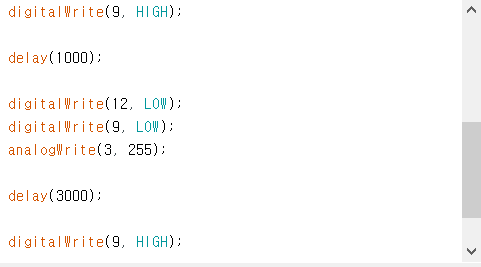 digitalWrite(9, HIGH);
delay(1000);
digitalWrite(12, LOW);
digitalWrite(9, LOW);
analogWrite(3, 255);
delay(3000);
digitalWrite(9, HIGH);